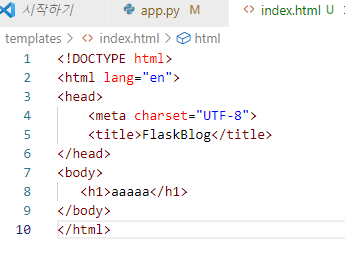 시작하기 app.py index.html U
templates > <> index.html > html
1 <!DOCTYPE html>
2 <html lang="en">
3 <head>
4 <meta charset="UTF-8">
5 <title>FlaskBlog</title>
6 </head>
7 <body>
8 <h1>aaaaa</h1>
9 </body>
10 </html>